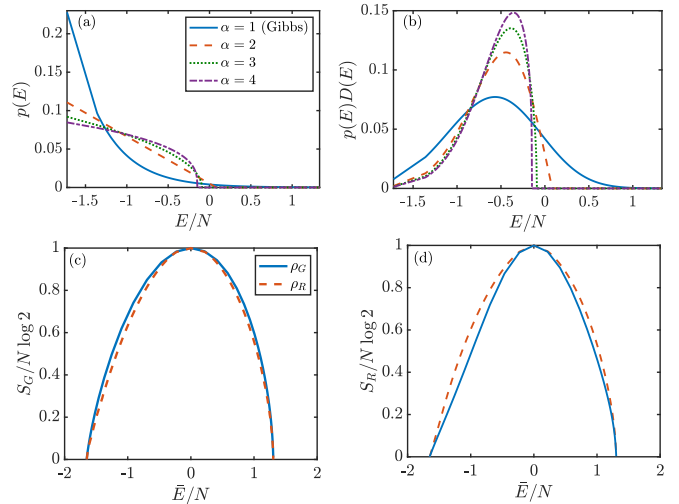 (a)
α = 1 (Gibbs)
α = 2
α = 3
α = 4
p(E)
0.2
0.15
0.1
0.05
0
-1.5 -1 -0.5 0 0.5 1
E/N
(b)
p(E)D(E)
0.15
0.10
0.05
0
-1.5 -1 -0.5 0 0.5 1
E/N
(c)
ρG
ρR
S_G/N log 2
1
0.8
0.6
0.4
0.2
0
-2 -1 0 1 2
Ē/N
(d)
S_R/N log 2
1
0.8
0.6
0.4
0.2
0
-2 -1 0 1 2
Ē/N